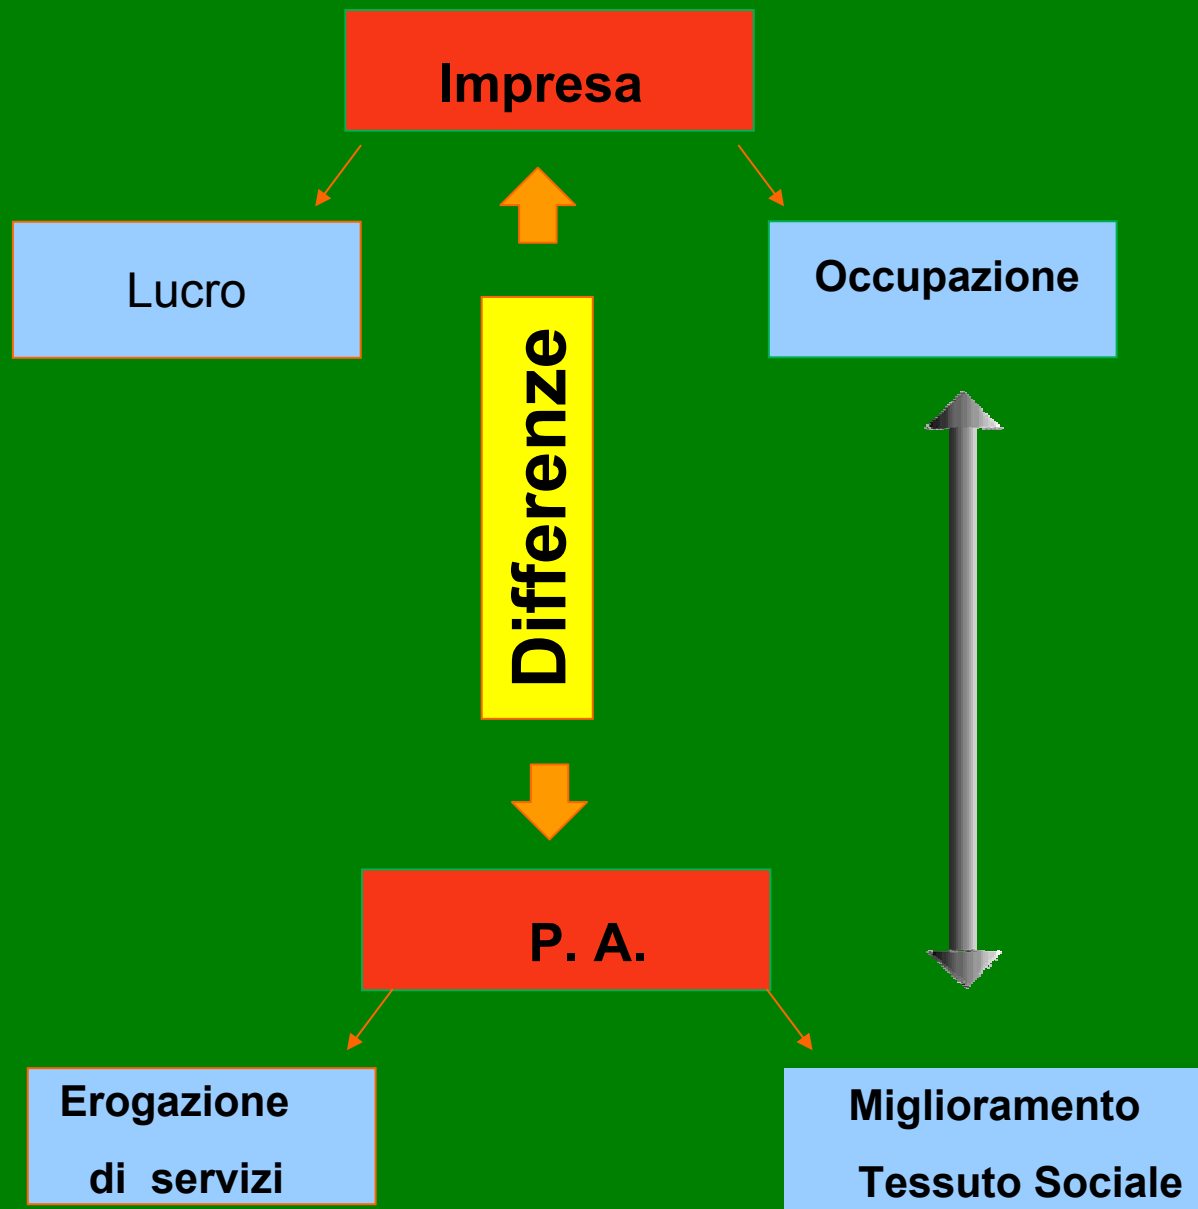 Impresa
Lucro
Occupazione
Differenze
P. A.
Erogazione
di servizi
Miglioramento
Tessuto Sociale